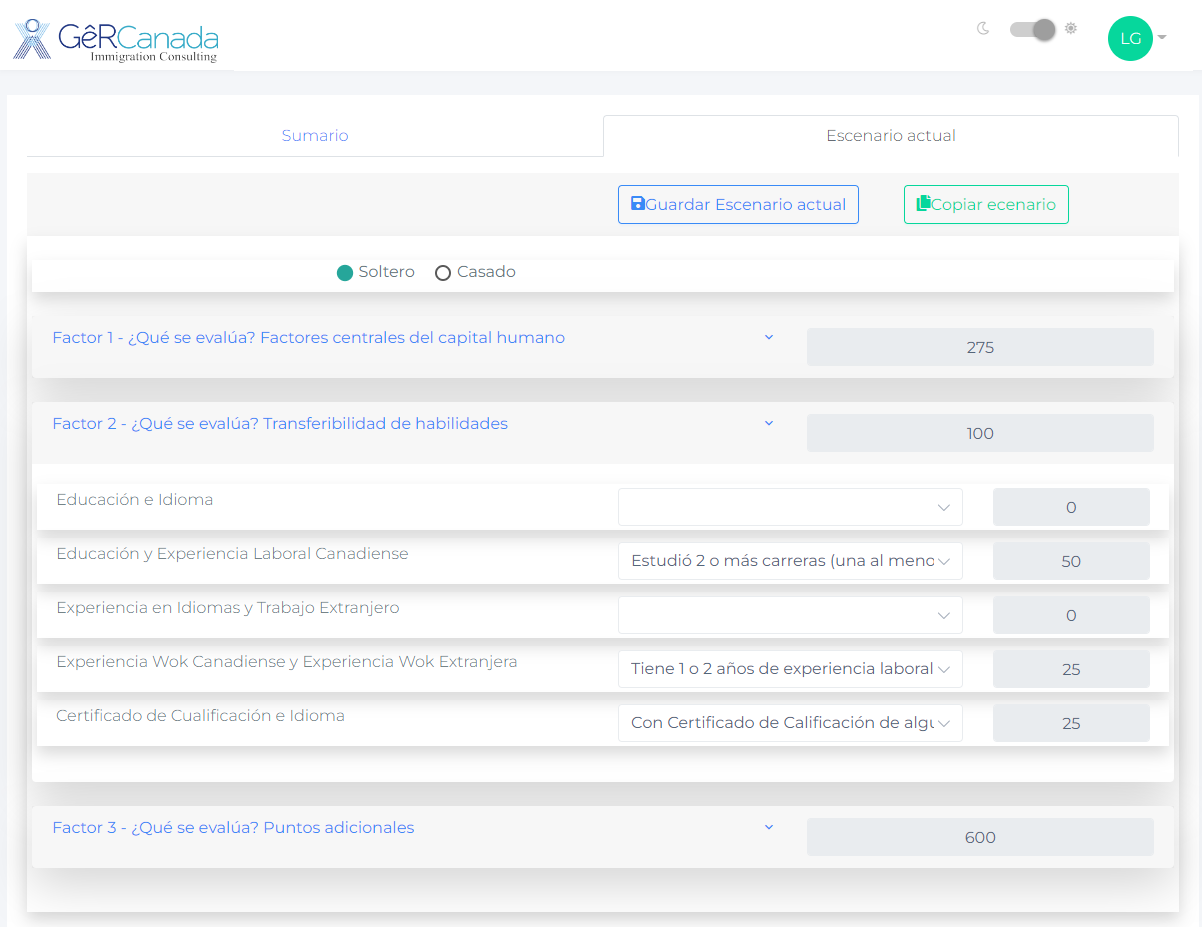 GêRCanada
Immigration Consulting
LG
Sumario
Escenario actual
Guardar Escenario actual
Copiar ecenario
Soltero
Casado
Factor 1 - ¿Qué se evalúa? Factores centrales del capital humano
275
Factor 2 - ¿Qué se evalúa? Transferibilidad de habilidades
100
Educación e Idioma
0
Educación y Experiencia Laboral Canadiense
Estudió 2 o más carreras (una al meno
50
Experiencia en Idiomas y Trabajo Extranjero
0
Experiencia Wok Canadiense y Experiencia Wok Extranjera
Tiene 1 o 2 años de experiencia laboral
25
Certificado de Cualificación e Idioma
Con Certificado de Calificación de algu
25
Factor 3 - ¿Qué se evalúa? Puntos adicionales
600